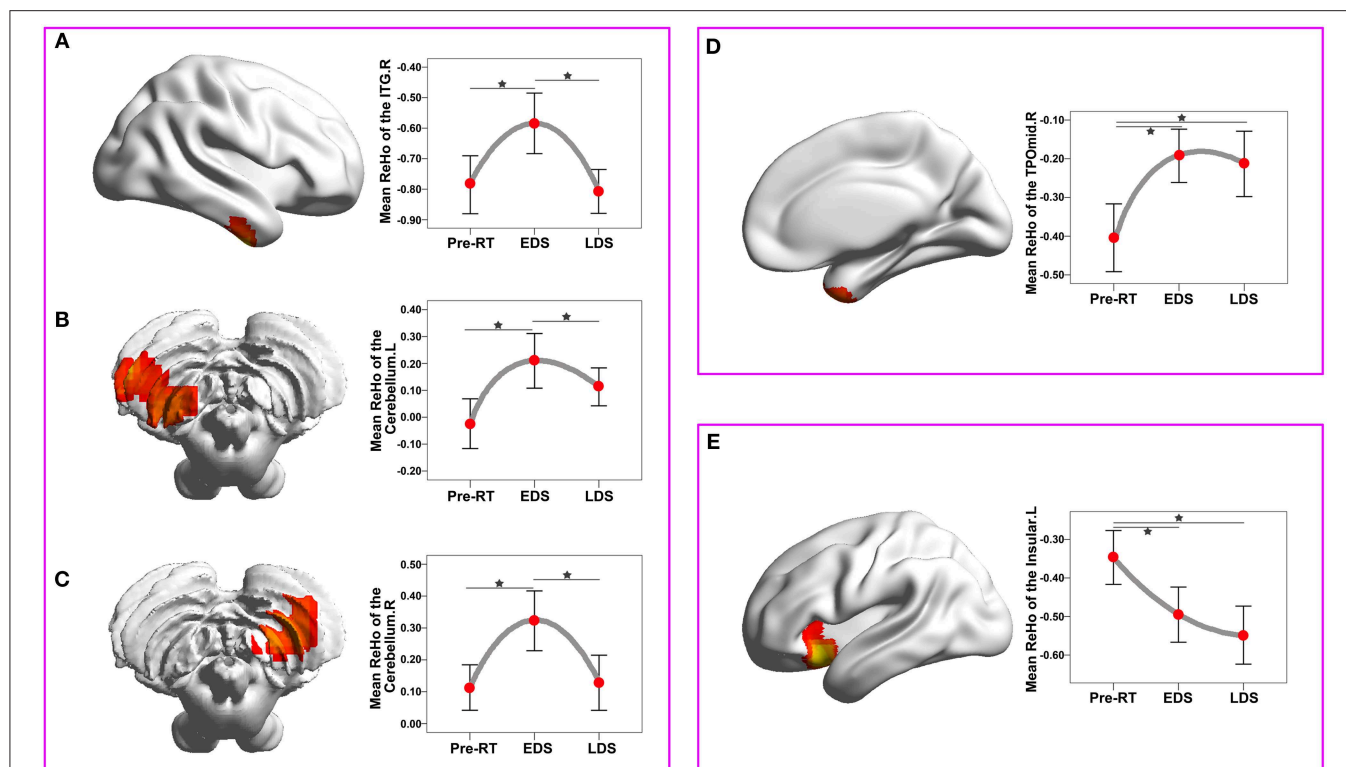 A
Mean ReHo of the ITG.R
-0.40
-0.50
-0.60
-0.70
-0.80
-0.90
Pre-RT EDS LDS
B
Mean ReHo of the
Cerebellum.L
0.40
0.30
0.20
0.10
0.00
-0.10
-0.20
Pre-RT EDS LDS
C
Mean ReHo of the
Cerebellum.R
0.50
0.40
0.30
0.20
0.10
0.00
Pre-RT EDS LDS
D
Mean ReHo of the TPOmid.R
-0.10
-0.20
-0.30
-0.40
-0.50
Pre-RT EDS LDS
E
Mean ReHo of the Insular.L
-0.30
-0.40
-0.50
-0.60
Pre-RT EDS LDS